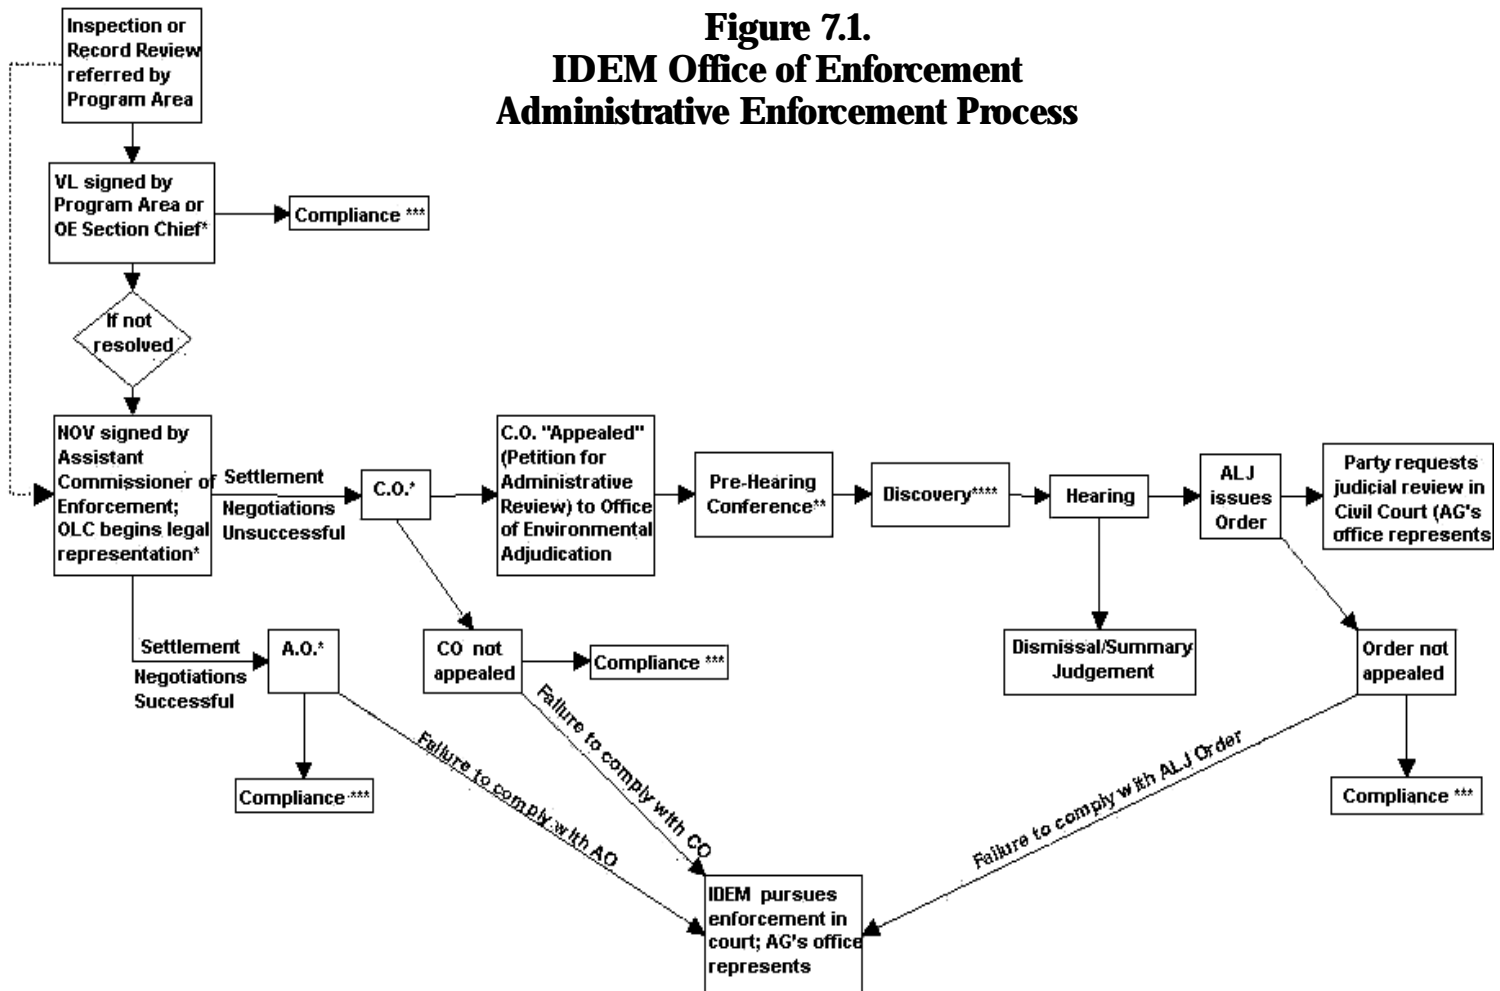 Figure 7.1.
IDEM Office of Enforcement
Administrative Enforcement Process
Inspection or
Record Review
referred by
Program Area
VL signed by
Program Area or
OE Section Chief*
Compliance ***
If not
resolved
NOV signed by
Assistant
Commissioner of
Enforcement;
OLC begins legal
representation*
Settlement
Negotiations
Unsuccessful
C.O.*
C.O. "Appealed"
(Petition for
Administrative
Review) to Office
of Environmental
Adjudication
Pre-Hearing
Conference**
Discovery****
Hearing
ALJ
issues
Order
Party requests
judicial review in
Civil Court (AG's
office represents
Settlement
Negotiations
Successful
A.O.*
CO not
appealed
Compliance ***
Dismissal/Summary
Judgement
Order not
appealed
Compliance ***
Compliance ***
Failure to comply with AO
Failure to comply with CO
Failure to comply with ALJ Order
IDEM pursues
enforcement in
court; AG's office
represents